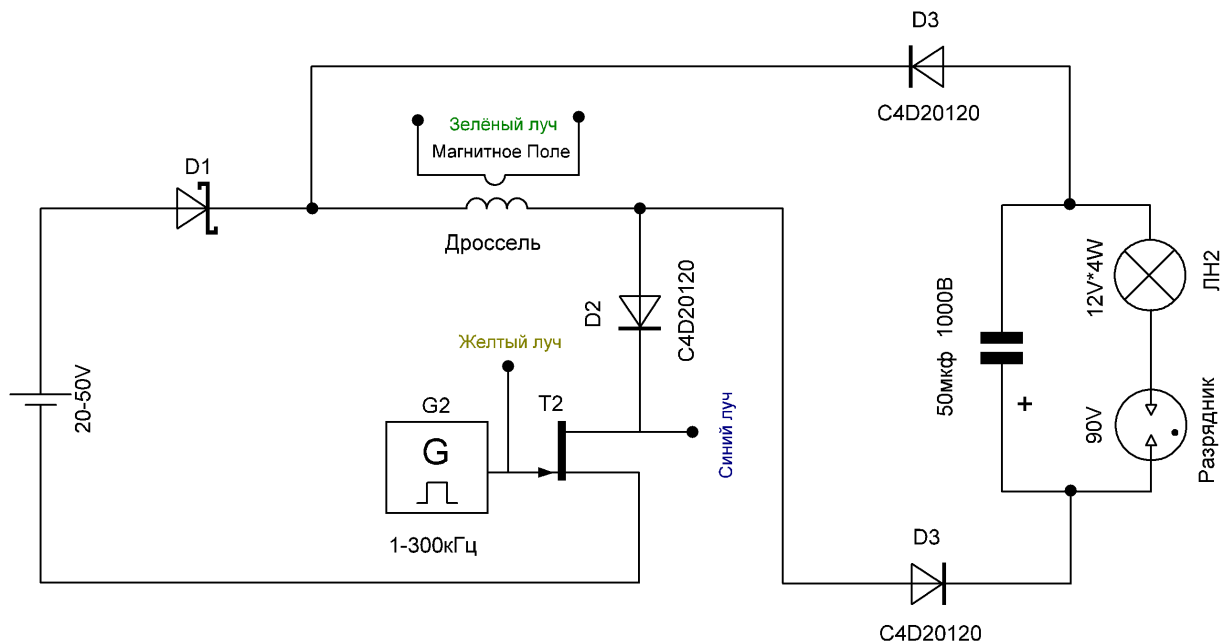 D3
C4D20120
Зелёный луч
Магнитное Поле
D1
Дроссель
20-50V
D2
C4D20120
Желтый луч
G2
G
T2
1-300кГц
Синий луч
50мкф 1000В
+
12V*4W
ЛН2
90V
Разрядник
D3
C4D20120